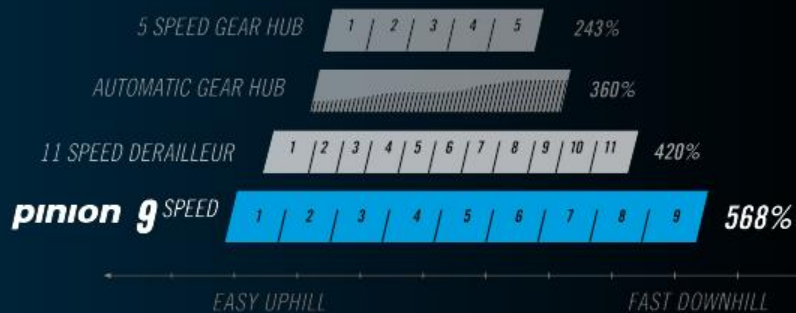 5 SPEED GEAR HUB 1 2 3 4 5 243%
AUTOMATIC GEAR HUB 360%
11 SPEED DERAILLEUR 1 2 3 4 5 6 7 8 9 10 11 420%
pinion 9 SPEED 1 2 3 4 5 6 7 8 9 568%
EASY UPHILL FAST DOWNHILL